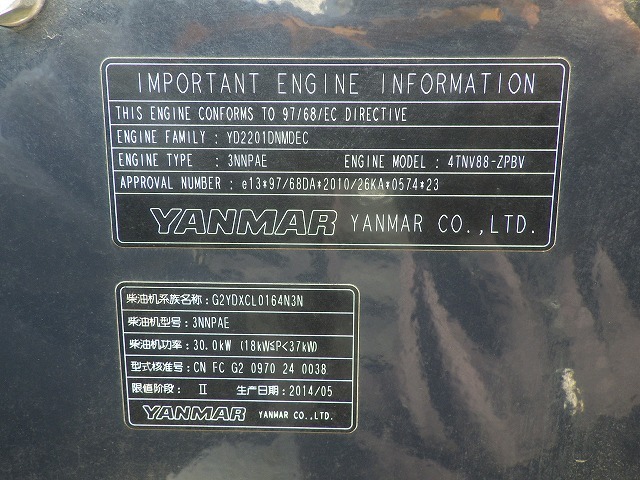 IMPORTANT ENGINE INFORMATION
THIS ENGINE CONFORMS TO 97/68/EC DIRECTIVE
ENGINE FAMILY : YD2201DNMDEC
ENGINE TYPE : 3NNPAE ENGINE MODEL : 4TNV88-ZPBV
APPROVAL NUMBER : e13*97/68DA*2010/26KA*0574*23
YANMAR YANMAR CO.,LTD.
柴油机系族名称: G2YDXCL0164N3N
柴油机型号: 3NNPAE
柴油机功率: 30.0kW (18kW≤P<37kW)
型式核准号: CN FC G2 0970 24 0038
限值阶段: II 生产日期: 2014/05
YANMAR YANMAR CO.,LTD.